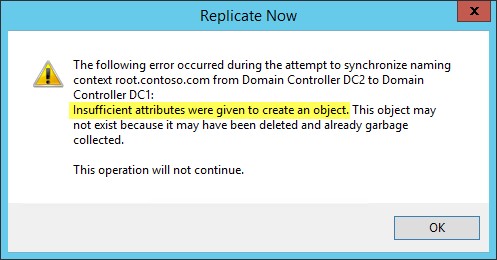 Replicate Now
x
The following error occurred during the attempt to synchronize naming
context root.contoso.com from Domain Controller DC2 to Domain
Controller DC1:
Insufficient attributes were given to create an object. This object may
not exist because it may have been deleted and already garbage
collected.
This operation will not continue.
OK